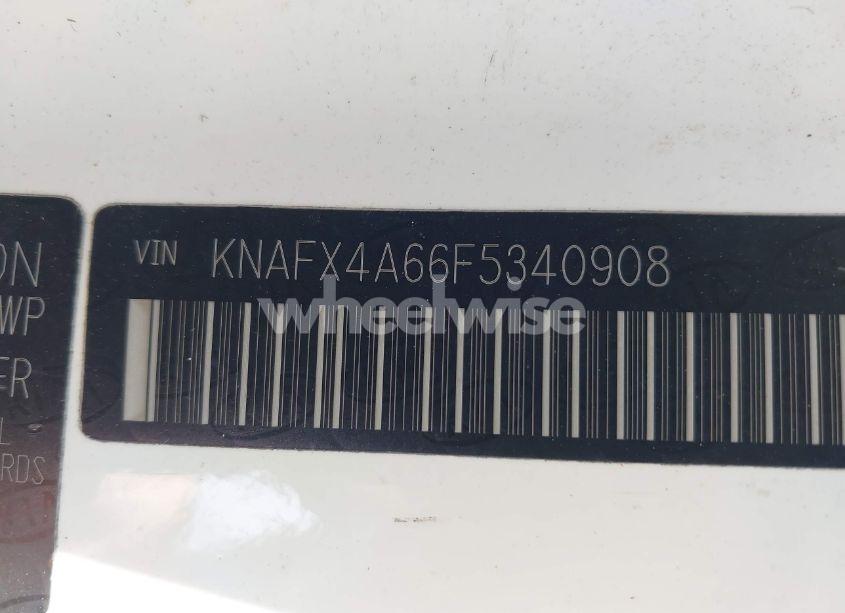 VIN KNAFX4A66F5340908
wheelwise
ON
WP
ER
L
RDS